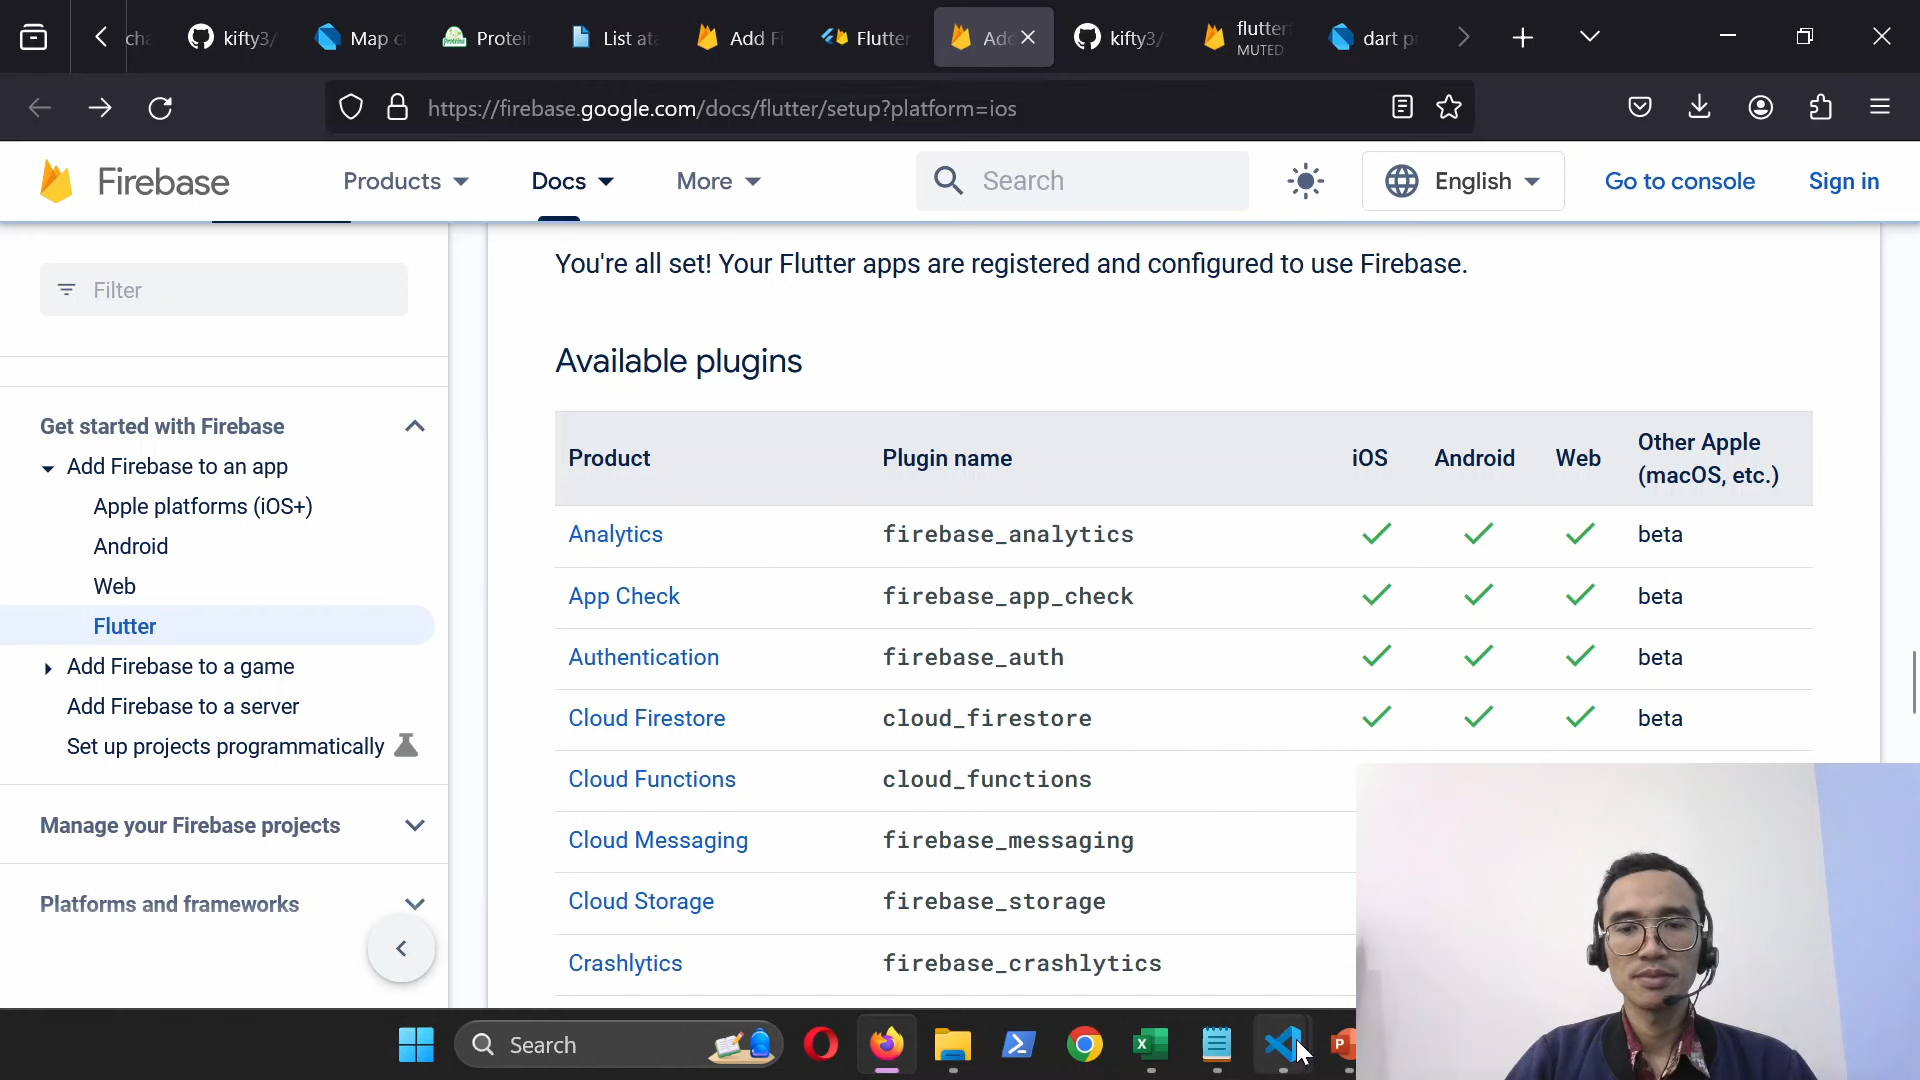 cha
kifty3/
Map c
Protei
List ata
Add Fi
Flutter
Add
kifty3/
flutterf
MUTED
dart p
https://firebase.google.com/docs/flutter/setup?platform=ios
Firebase
Products
Docs
More
Search
English
Go to console
Sign in
Filter
Get started with Firebase
Add Firebase to an app
Apple platforms (iOS+)
Android
Web
Flutter
Add Firebase to a game
Add Firebase to a server
Set up projects programmatically
Manage your Firebase projects
Platforms and frameworks
You're all set! Your Flutter apps are registered and configured to use Firebase.
Available plugins
Product Plugin name iOS Android Web Other Apple (macOS, etc.)
Analytics firebase_analytics beta
App Check firebase_app_check beta
Authentication firebase_auth beta
Cloud Firestore cloud_firestore beta
Cloud Functions cloud_functions
Cloud Messaging firebase_messaging
Cloud Storage firebase_storage
Crashlytics firebase_crashlytics
Search